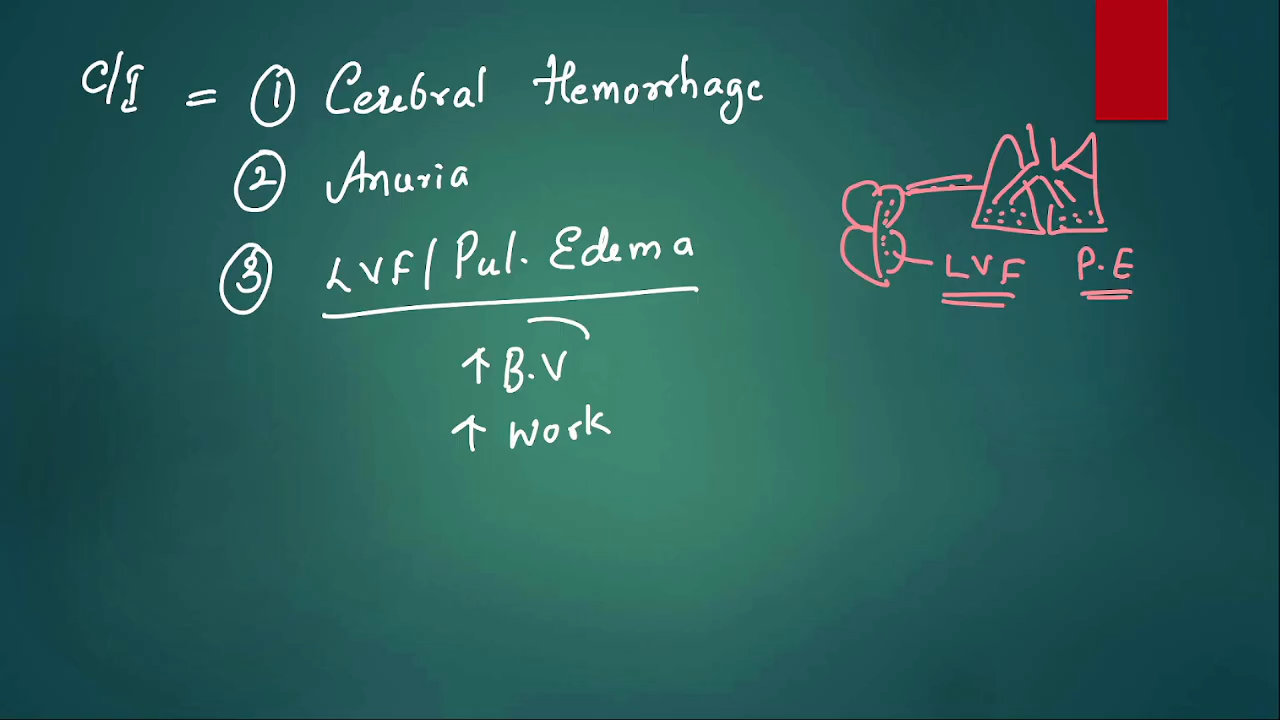 C/I = ① Cerebral Hemorrhage
② Anuria
③ LVF/Pul. Edema
↑ B.V
↑ Work
LVF P.E